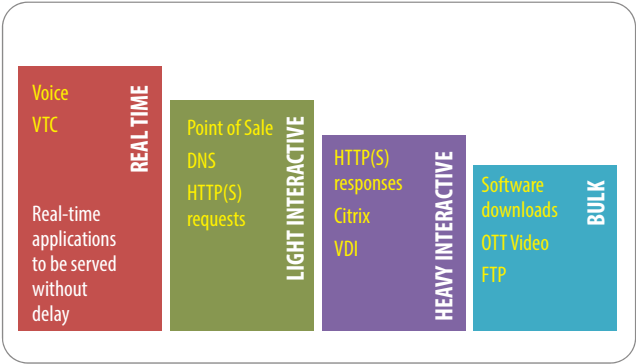 Voice
VTC
Real-time
applications
to be served
without
delay
REAL TIME
Point of Sale
DNS
HTTP(S)
requests
LIGHT INTERACTIVE
HTTP(S)
responses
Citrix
VDI
HEAVY INTERACTIVE
Software
downloads
OTT Video
FTP
BULK